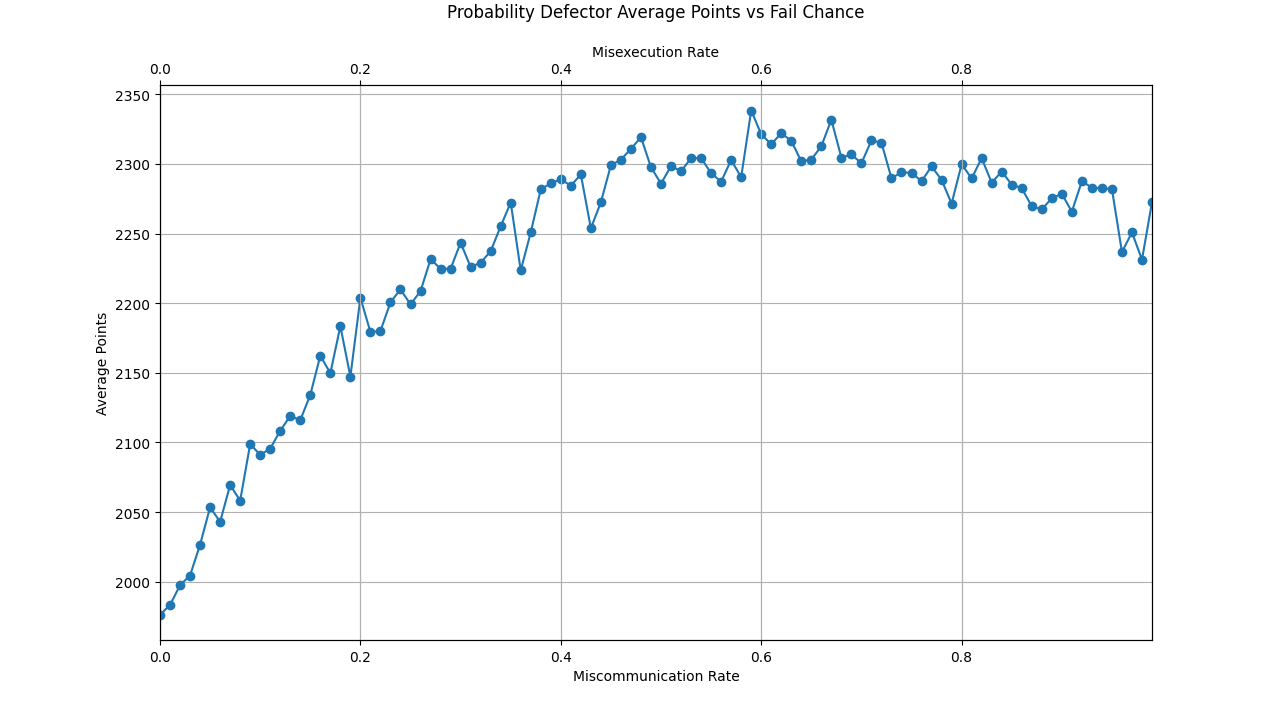 Probability Defector Average Points vs Fail Chance
Misexecution Rate
0.0 0.2 0.4 0.6 0.8
2350
2300
2250
2200
2150
2100
2050
2000
Average Points
0.0 0.2 0.4 0.6 0.8
Miscommunication Rate